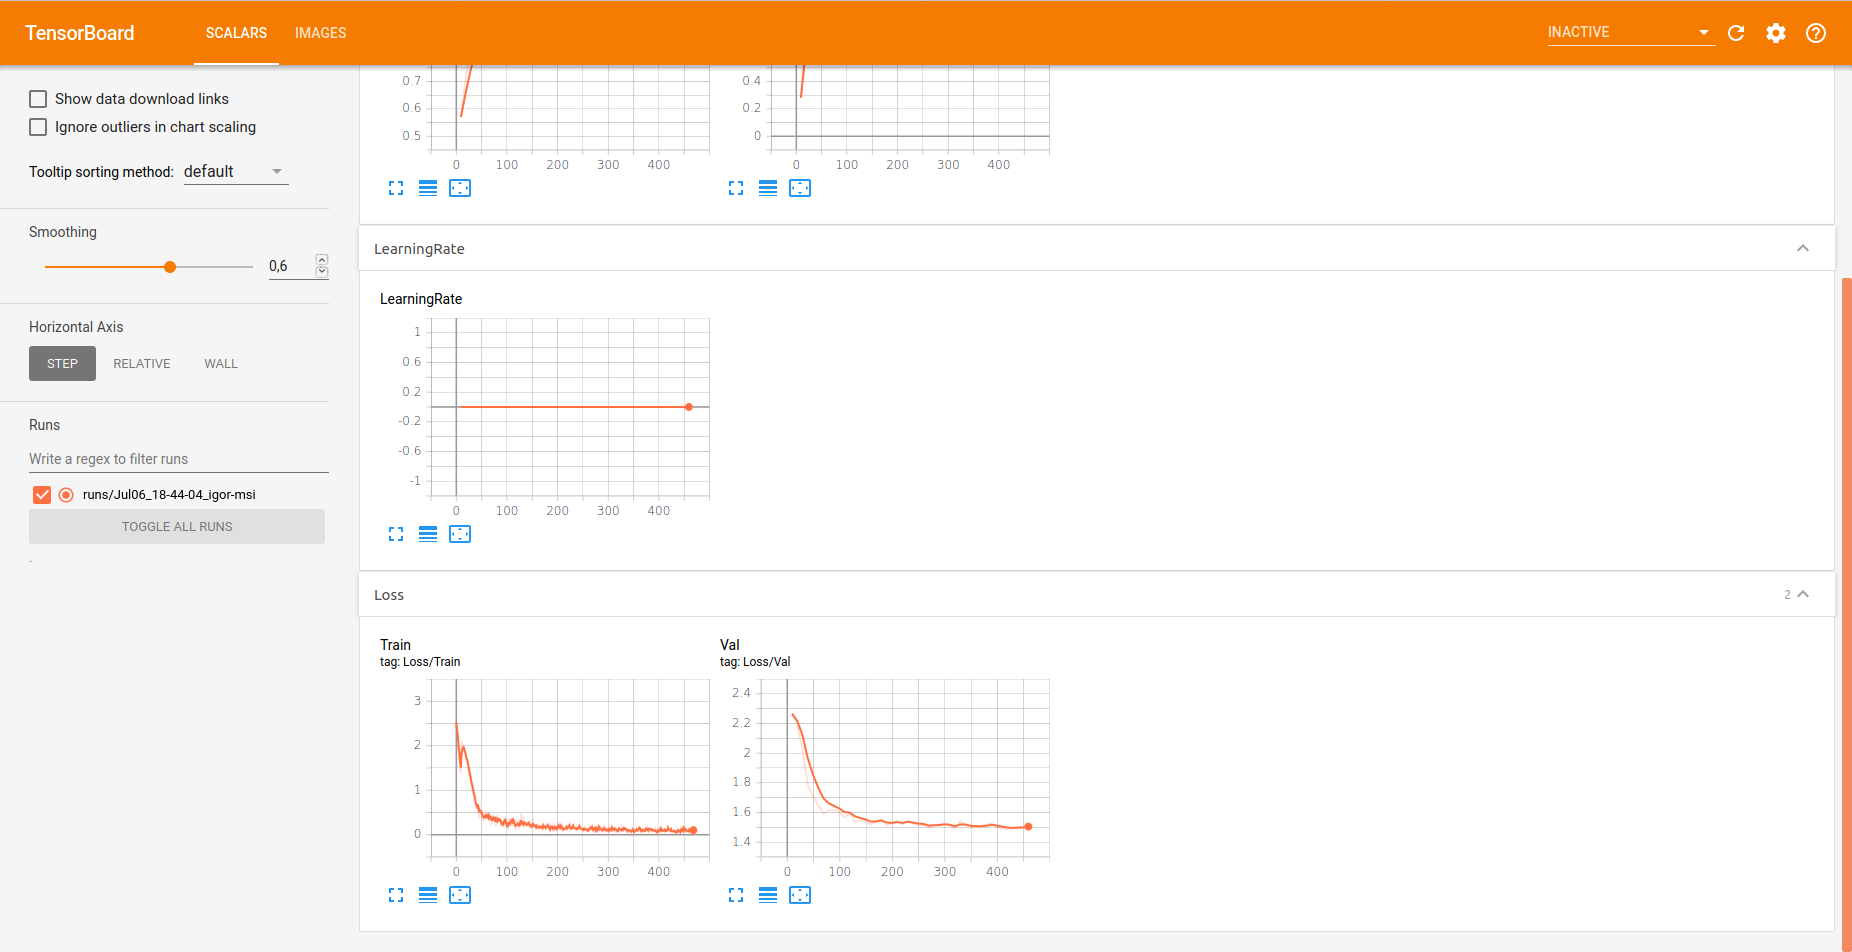 TensorBoard SCALARS IMAGES INACTIVE
Show data download links
Ignore outliers in chart scaling
Tooltip sorting method: default
Smoothing
0,6
Horizontal Axis
STEP RELATIVE WALL
Runs
Write a regex to filter runs
runs/Jul06_18-44-04_igor-msi
TOGGLE ALL RUNS
.
0.7
0.6
0.5
0 100 200 300 400
0.4
0.2
0
0 100 200 300 400
LearningRate
LearningRate
1
0.6
0.2
-0.2
-0.6
-1
0 100 200 300 400
Loss 2
Train
tag: Loss/Train
3
2
1
0
0 100 200 300 400
Val
tag: Loss/Val
2.4
2.2
2
1.8
1.6
1.4
0 100 200 300 400